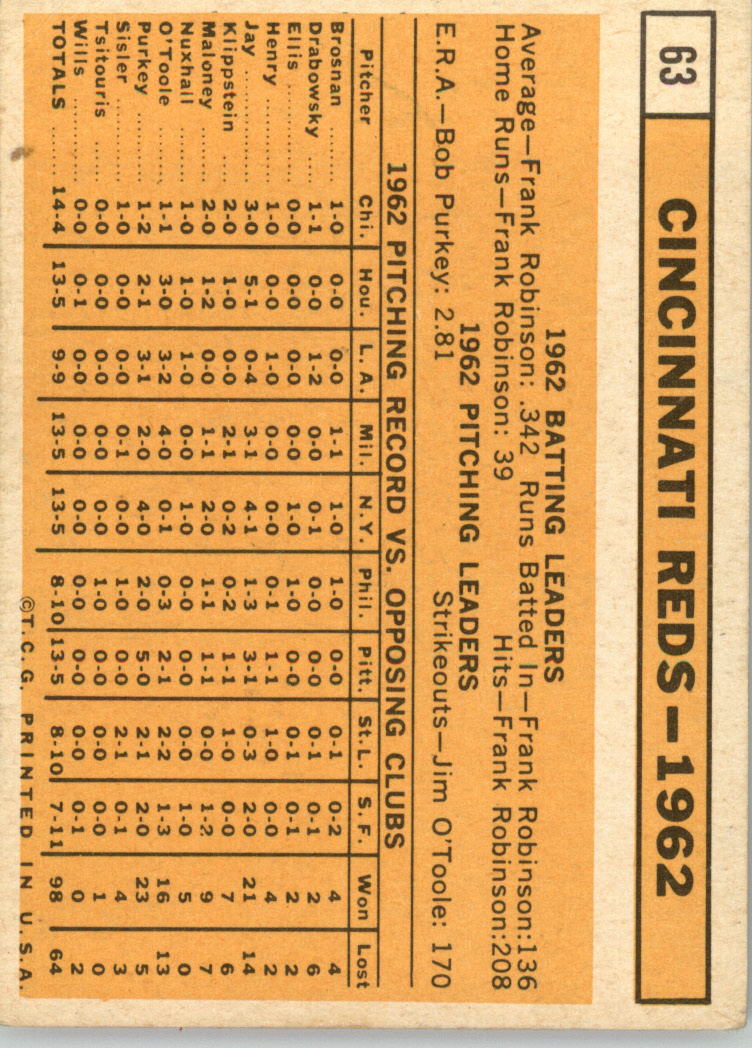 63 CINCINNATI REDS—1962
1962 BATTING LEADERS
Average—Frank Robinson: .342 Runs Batted In—Frank Robinson:136
Home Runs—Frank Robinson: 39 Hits—Frank Robinson:208
1962 PITCHING LEADERS
E.R.A.—Bob Purkey: 2.81 Strikeouts—Jim O'Toole: 170
1962 PITCHING RECORD VS. OPPOSING CLUBS
Pitcher Chi. Hou. L. A. Mil. N.Y. Phil. Pitt. St.L. S. F. Won Lost
Brosnan ........... 1-0 0-0 0-0 1-1 1-0 1-0 0-0 0-1 0-2 4 4
Drabowsky .... 1-1 0-0 1-2 0-0 0-1 0-0 0-0 0-1 0-1 2 6
Ellis ............... 0-0 0-0 0-0 0-0 1-0 1-0 0-0 0-1 0-1 2 2
Henry ............ 1-0 0-0 1-0 0-0 0-0 0-1 1-1 1-0 0-0 4 2
Jay .................. 3-0 5-1 0-4 3-1 4-1 1-3 3-1 0-3 2-0 21 14
Klippstein .... 2-0 1-0 0-0 2-1 0-2 0-2 1-1 1-0 0-0 7 6
Maloney ........ 2-0 1-2 0-0 1-1 2-0 1-1 1-1 0-0 1-2 9 7
Nuxhall ........ 1-0 1-0 1-0 0-0 1-0 0-0 0-0 0-0 1-0 5 0
O'Toole .......... 1-1 3-0 3-2 4-0 0-1 0-3 2-1 2-2 1-3 16 13
Purkey ............ 1-2 2-1 3-1 2-0 4-0 2-0 5-0 2-1 2-0 23 5
Sisler ............ 1-0 0-0 0-0 0-1 0-0 1-0 0-0 2-1 0-1 4 3
Tsitouris ...... 0-0 0-0 0-0 0-0 0-0 1-0 0-0 0-0 0-0 1 0
Wills .............. 0-0 0-1 0-0 0-0 0-0 0-0 0-0 0-0 0-1 0 2
TOTALS ...... 14-4 13-5 9-9 13-5 13-5 8-10 13-5 8-10 7-11 98 64
©T.C.G. PRINTED IN U.S.A.